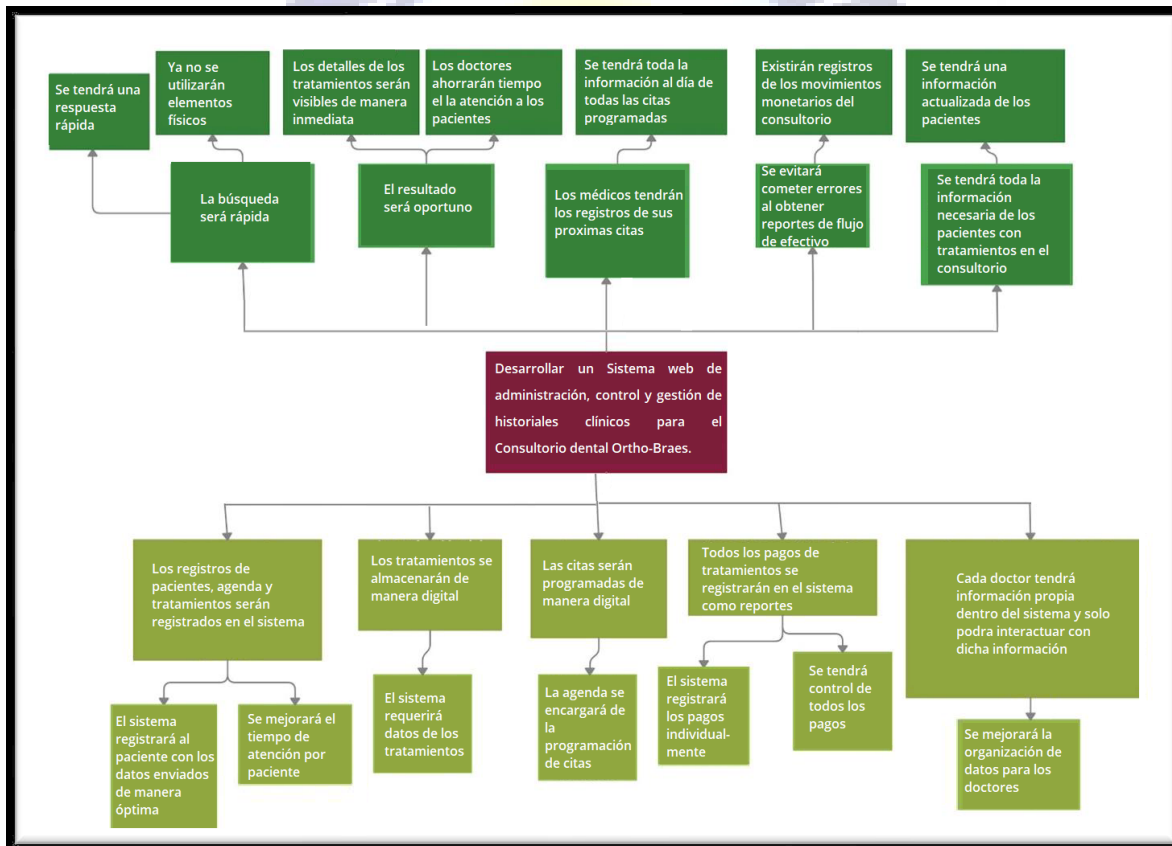 Se tendrá una
respuesta
rápida
Ya no se
utilizarán
elementos
físicos
Los detalles de los
tratamientos serán
visibles de manera
inmediata
Los doctores
ahorrarán tiempo
el la atención a los
pacientes
Se tendrá toda la
información al día de
todas las citas
programadas
Existirán registros
de los movimientos
monetarios del
consultorio
Se tendrá una
información
actualizada de los
pacientes
La búsqueda
será rápida
El resultado
será oportuno
Los médicos tendrán
los registros de sus
proximas citas
Se evitará
cometer errores
al obtener
reportes de flujo
de efectivo
Se tendrá toda la
información
necesaria de los
pacientes con
tratamientos en el
consultorio
Desarrollar un Sistema web de
administración, control y gestión de
historiales clínicos para el
Consultorio dental Ortho-Braes.
Los registros de
pacientes, agenda y
tratamientos serán
registrados en el sistema
Los tratamientos se
almacenarán de
manera digital
Las citas serán
programadas de
manera digital
Todos los pagos de
tratamientos se
registrarán en el sistema
como reportes
Cada doctor tendrá
información propia
dentro del sistema y solo
podra interactuar con
dicha información
El sistema
registrará al
paciente con los
datos enviados
de manera
óptima
Se mejorará el
tiempo de
atención por
paciente
El sistema
requerirá
datos de los
tratamientos
La agenda se
encargará de
la
programación
de citas
El sistema
registrará
los pagos
individual-
mente
Se tendrá
control de
todos los
pagos
Se mejorará la
organización de
datos para los
doctores